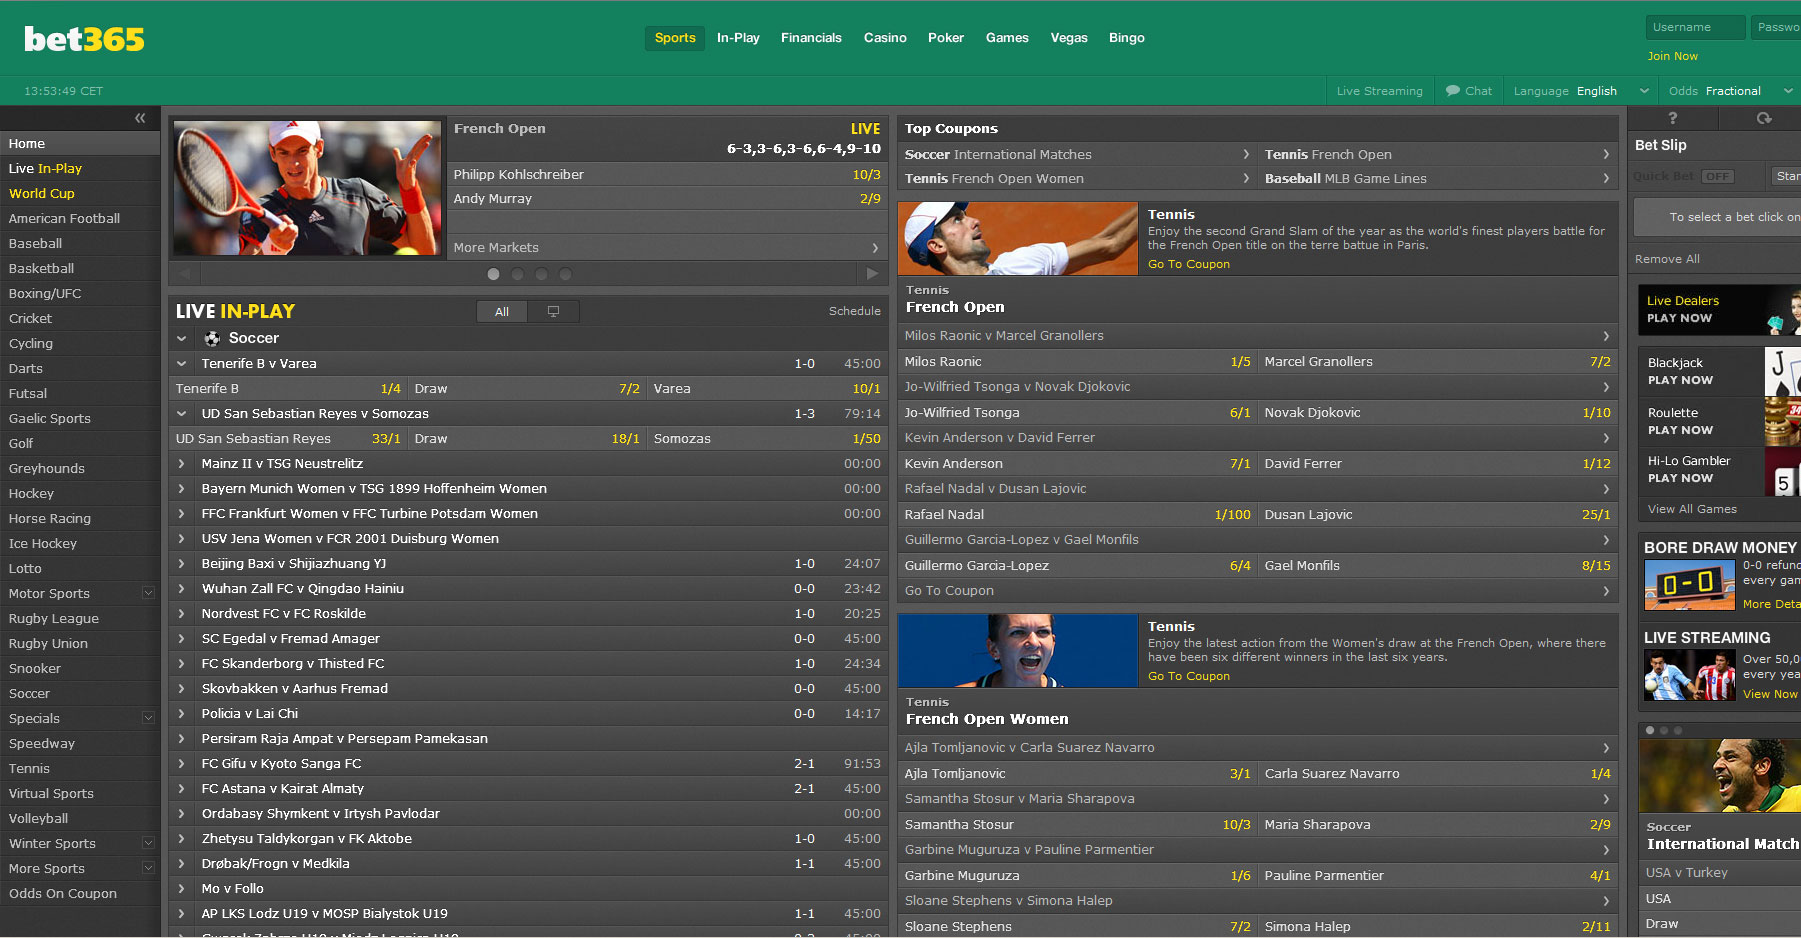 bet365
Sports In-Play Financials Casino Poker Games Vegas Bingo
Username
Passwo
Join Now
13:53:49 CET
Live Streaming Chat Language English Odds Fractional
Home
Live In-Play
World Cup
American Football
Baseball
Basketball
Boxing/UFC
Cricket
Cycling
Darts
Futsal
Gaelic Sports
Golf
Greyhounds
Hockey
Horse Racing
Ice Hockey
Lotto
Motor Sports
Rugby League
Rugby Union
Snooker
Soccer
Specials
Speedway
Tennis
Virtual Sports
Volleyball
Winter Sports
More Sports
Odds On Coupon
French Open LIVE
6-3,3-6,3-6,6-4,9-10
Philipp Kohlschreiber 10/3
Andy Murray 2/9
More Markets
LIVE IN-PLAY All Schedule
Soccer
Tenerife B v Varea 1-0 45:00
Tenerife B 1/4 Draw 7/2 Varea 10/1
UD San Sebastian Reyes v Somozas 1-3 79:14
UD San Sebastian Reyes 33/1 Draw 18/1 Somozas 1/50
Mainz II v TSG Neustrelitz 00:00
Bayern Munich Women v TSG 1899 Hoffenheim Women 00:00
FFC Frankfurt Women v FFC Turbine Potsdam Women 00:00
USV Jena Women v FCR 2001 Duisburg Women
Beijing Baxi v Shijiazhuang YJ 1-0 24:07
Wuhan Zall FC v Qingdao Hainiu 0-0 23:42
Nordvest FC v FC Roskilde 1-0 20:25
SC Egedal v Fremad Amager 0-0 45:00
FC Skanderborg v Thisted FC 1-0 24:34
Skovbakken v Aarhus Fremad 0-0 45:00
Policia v Lai Chi 0-0 14:17
Persiram Raja Ampat v Persepam Pamekasan
FC Gifu v Kyoto Sanga FC 2-1 91:53
FC Astana v Kairat Almaty 2-1 45:00
Ordabasy Shymkent v Irtysh Pavlodar 00:00
Zhetysu Taldykorgan v FK Aktobe 1-0 45:00
Drøbak/Frogn v Medkila 1-1 45:00
Mo v Follo
AP LKS Lodz U19 v MOSP Bialystok U19 1-1 45:00
Top Coupons
Soccer International Matches Tennis French Open
Tennis French Open Women Baseball MLB Game Lines
Tennis
Enjoy the second Grand Slam of the year as the world's finest players battle for
the French Open title on the terre battue in Paris.
Go To Coupon
Tennis
French Open
Milos Raonic v Marcel Granollers
Milos Raonic 1/5 Marcel Granollers 7/2
Jo-Wilfried Tsonga v Novak Djokovic
Jo-Wilfried Tsonga 6/1 Novak Djokovic 1/10
Kevin Anderson v David Ferrer
Kevin Anderson 7/1 David Ferrer 1/12
Rafael Nadal v Dusan Lajovic
Rafael Nadal 1/100 Dusan Lajovic 25/1
Guillermo Garcia-Lopez v Gael Monfils
Guillermo Garcia-Lopez 6/4 Gael Monfils 8/15
Go To Coupon
Tennis
Enjoy the latest action from the Women's draw at the French Open, where there
have been six different winners in the last six years.
Go To Coupon
Tennis
French Open Women
Ajla Tomljanovic v Carla Suarez Navarro
Ajla Tomljanovic 3/1 Carla Suarez Navarro 1/4
Samantha Stosur v Maria Sharapova
Samantha Stosur 10/3 Maria Sharapova 2/9
Garbine Muguruza v Pauline Parmentier
Garbine Muguruza 1/6 Pauline Parmentier 4/1
Sloane Stephens v Simona Halep
Sloane Stephens 7/2 Simona Halep 2/11
?
Bet Slip
Quick Bet OFF Star
To select a bet click on
Remove All
Live Dealers
PLAY NOW
Blackjack
PLAY NOW
J
Roulette
PLAY NOW
Hi-Lo Gambler
PLAY NOW
5
View All Games
BORE DRAW MONEY
0-0
0-0 refund
every gam
More Deta
LIVE STREAMING
Over 50,0
every yea
View Now
Soccer
International Match
USA v Turkey
USA
Draw